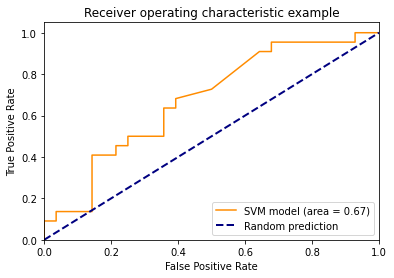 Receiver operating characteristic example
True Positive Rate
1.0
0.8
0.6
0.4
0.2
0.0
SVM model (area = 0.67)
Random prediction
0.0 0.2 0.4 0.6 0.8 1.0
False Positive Rate